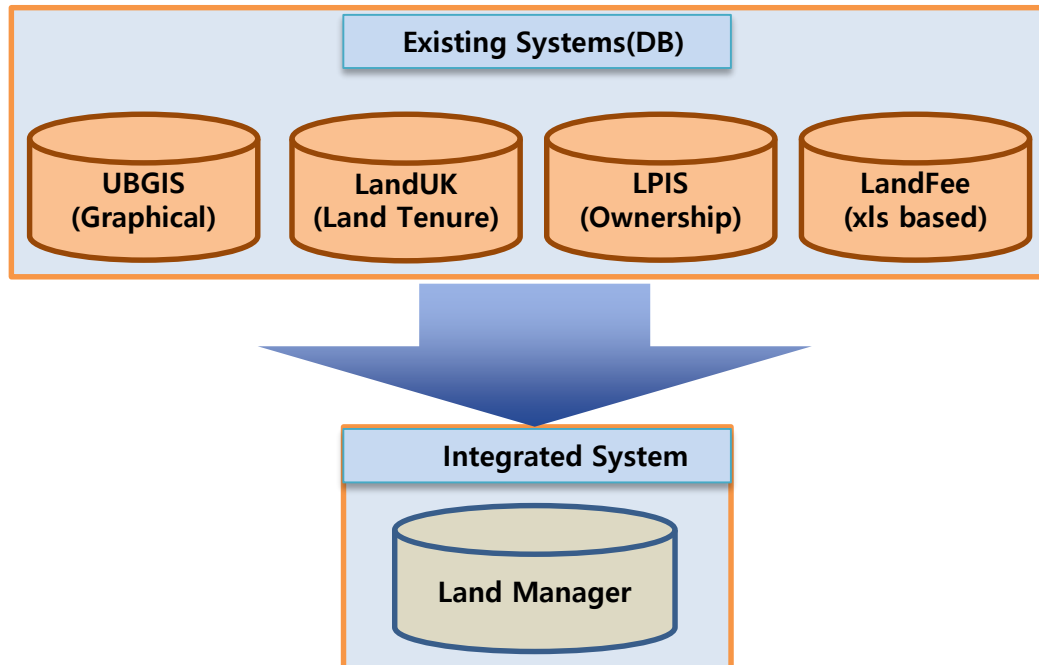 Existing Systems(DB)
UBGIS
(Graphical)
LandUK
(Land Tenure)
LPIS
(Ownership)
LandFee
(xls based)
Integrated System
Land Manager